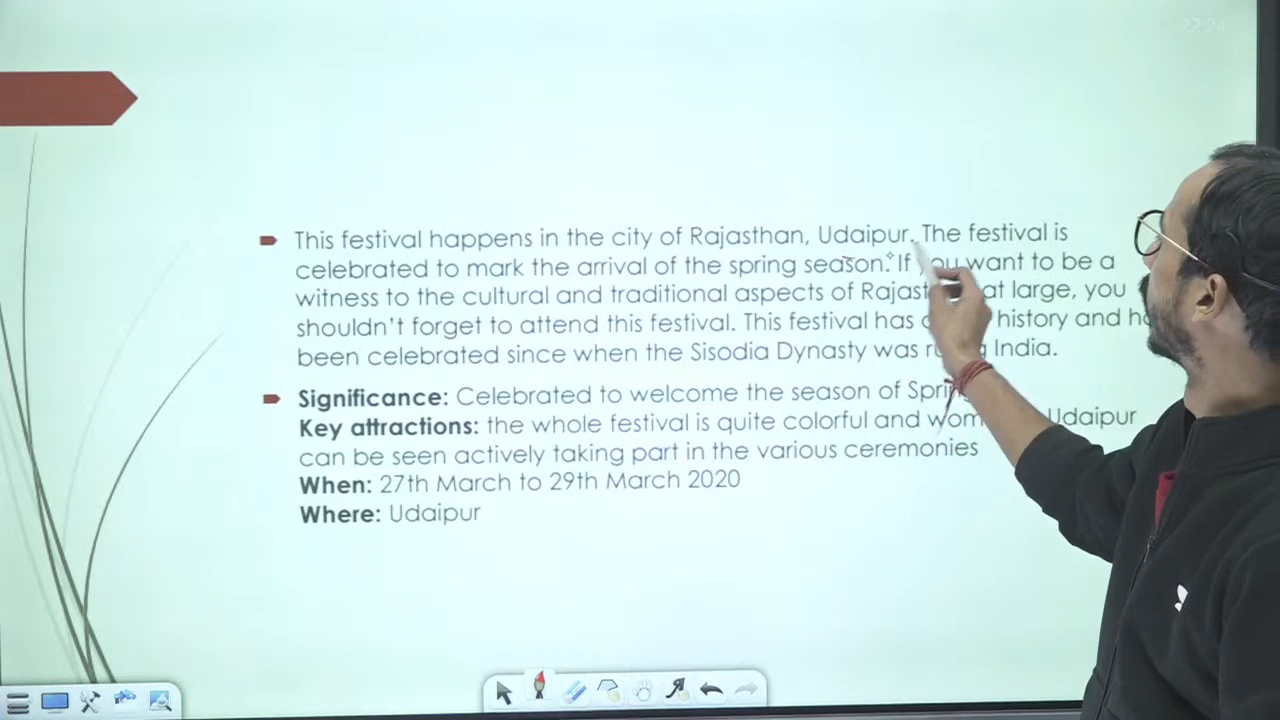 22:24
This festival happens in the city of Rajasthan, Udaipur. The festival is
celebrated to mark the arrival of the spring season. If you want to be a
witness to the cultural and traditional aspects of at large, you
shouldn't forget to attend this festival. This festival has history and
been celebrated since when the Sisodia Dynasty was India.
Significance: Celebrated to welcome the season of
Key attractions: the whole festival is quite colorful and Udaipur
can be seen actively taking part in the various ceremonies
When: 27th March to 29th March 2020
Where: Udaipur